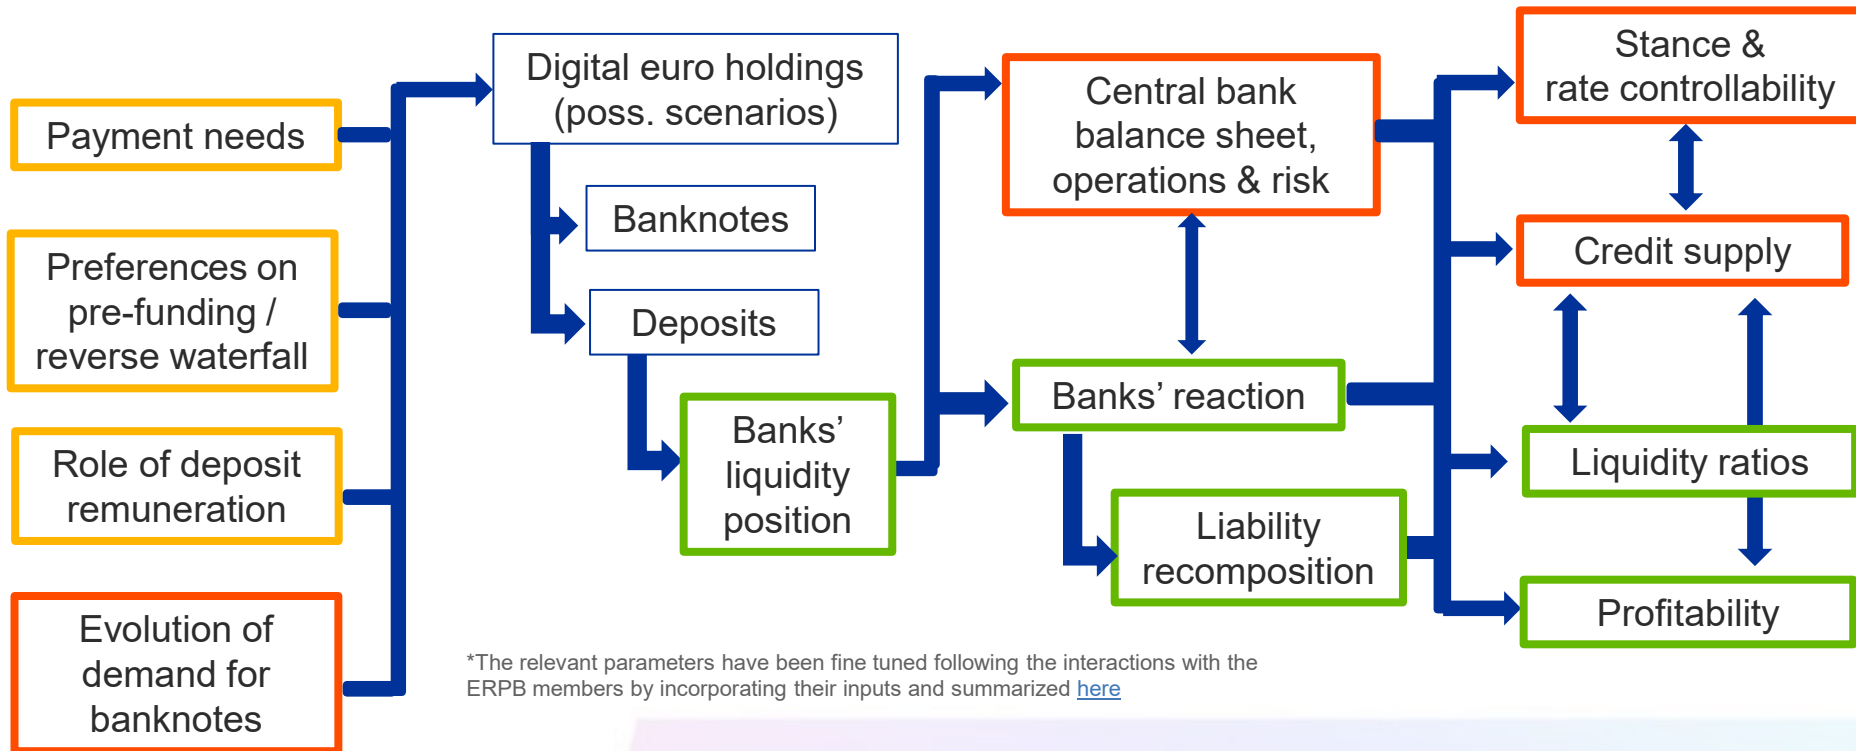 Payment needs
Preferences on
pre-funding /
reverse waterfall
Role of deposit
remuneration
Evolution of
demand for
banknotes
Digital euro holdings
(poss. scenarios)
Banknotes
Deposits
Banks’
liquidity
position
Central bank
balance sheet,
operations & risk
Banks’ reaction
Liability
recomposition
Stance &
rate controllability
Credit supply
Liquidity ratios
Profitability
*The relevant parameters have been fine tuned following the interactions with the
ERPB members by incorporating their inputs and summarized here